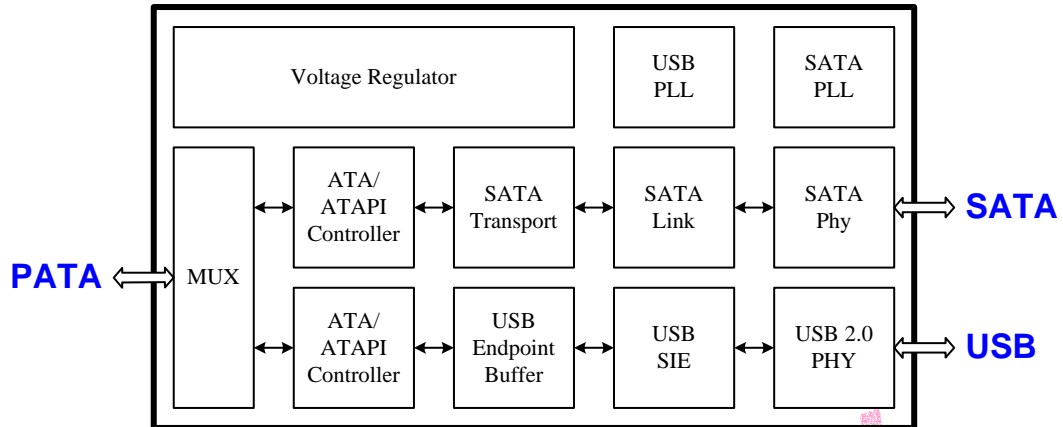 Voltage Regulator
USB
PLL
SATA
PLL
MUX
ATA/
ATAPI
Controller
SATA
Transport
SATA
Link
SATA
Phy
SATA
PATA
ATA/
ATAPI
Controller
USB
Endpoint
Buffer
USB
SIE
USB 2.0
PHY
USB